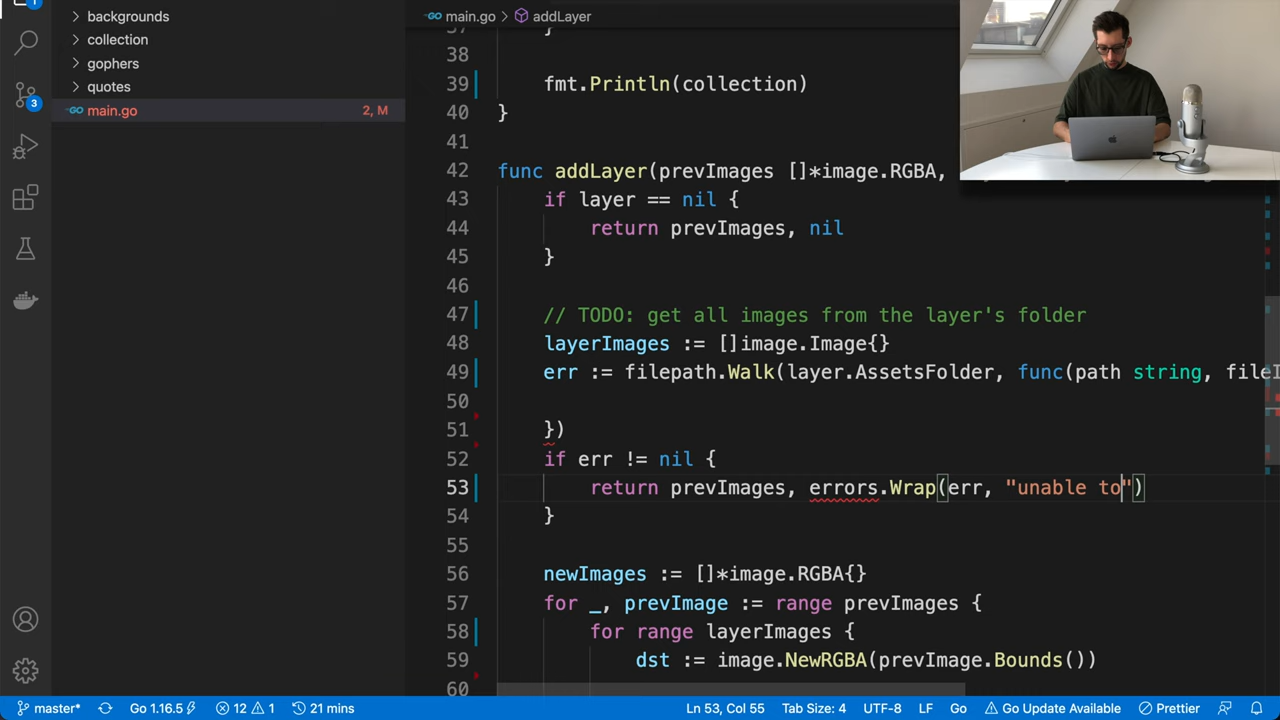 backgrounds
collection
gophers
quotes
main.go 2, M
3
main.go > addLayer
37 }
38
39 fmt.Println(collection)
40 }
41
42 func addLayer(prevImages []*image.RGBA,
43 if layer == nil {
44 return prevImages, nil
45 }
46
47 // TODO: get all images from the layer's folder
48 layerImages := []image.Image{}
49 err := filepath.Walk(layer.AssetsFolder, func(path string, fileI
50
51 })
52 if err != nil {
53 return prevImages, errors.Wrap(err, "unable to")
54 }
55
56 newImages := []*image.RGBA{}
57 for _, prevImage := range prevImages {
58 for range layerImages {
59 dst := image.NewRGBA(prevImage.Bounds())
60
master* Go 1.16.5 12 1 21 mins Ln 53, Col 55 Tab Size: 4 UTF-8 LF Go Go Update Available Prettier